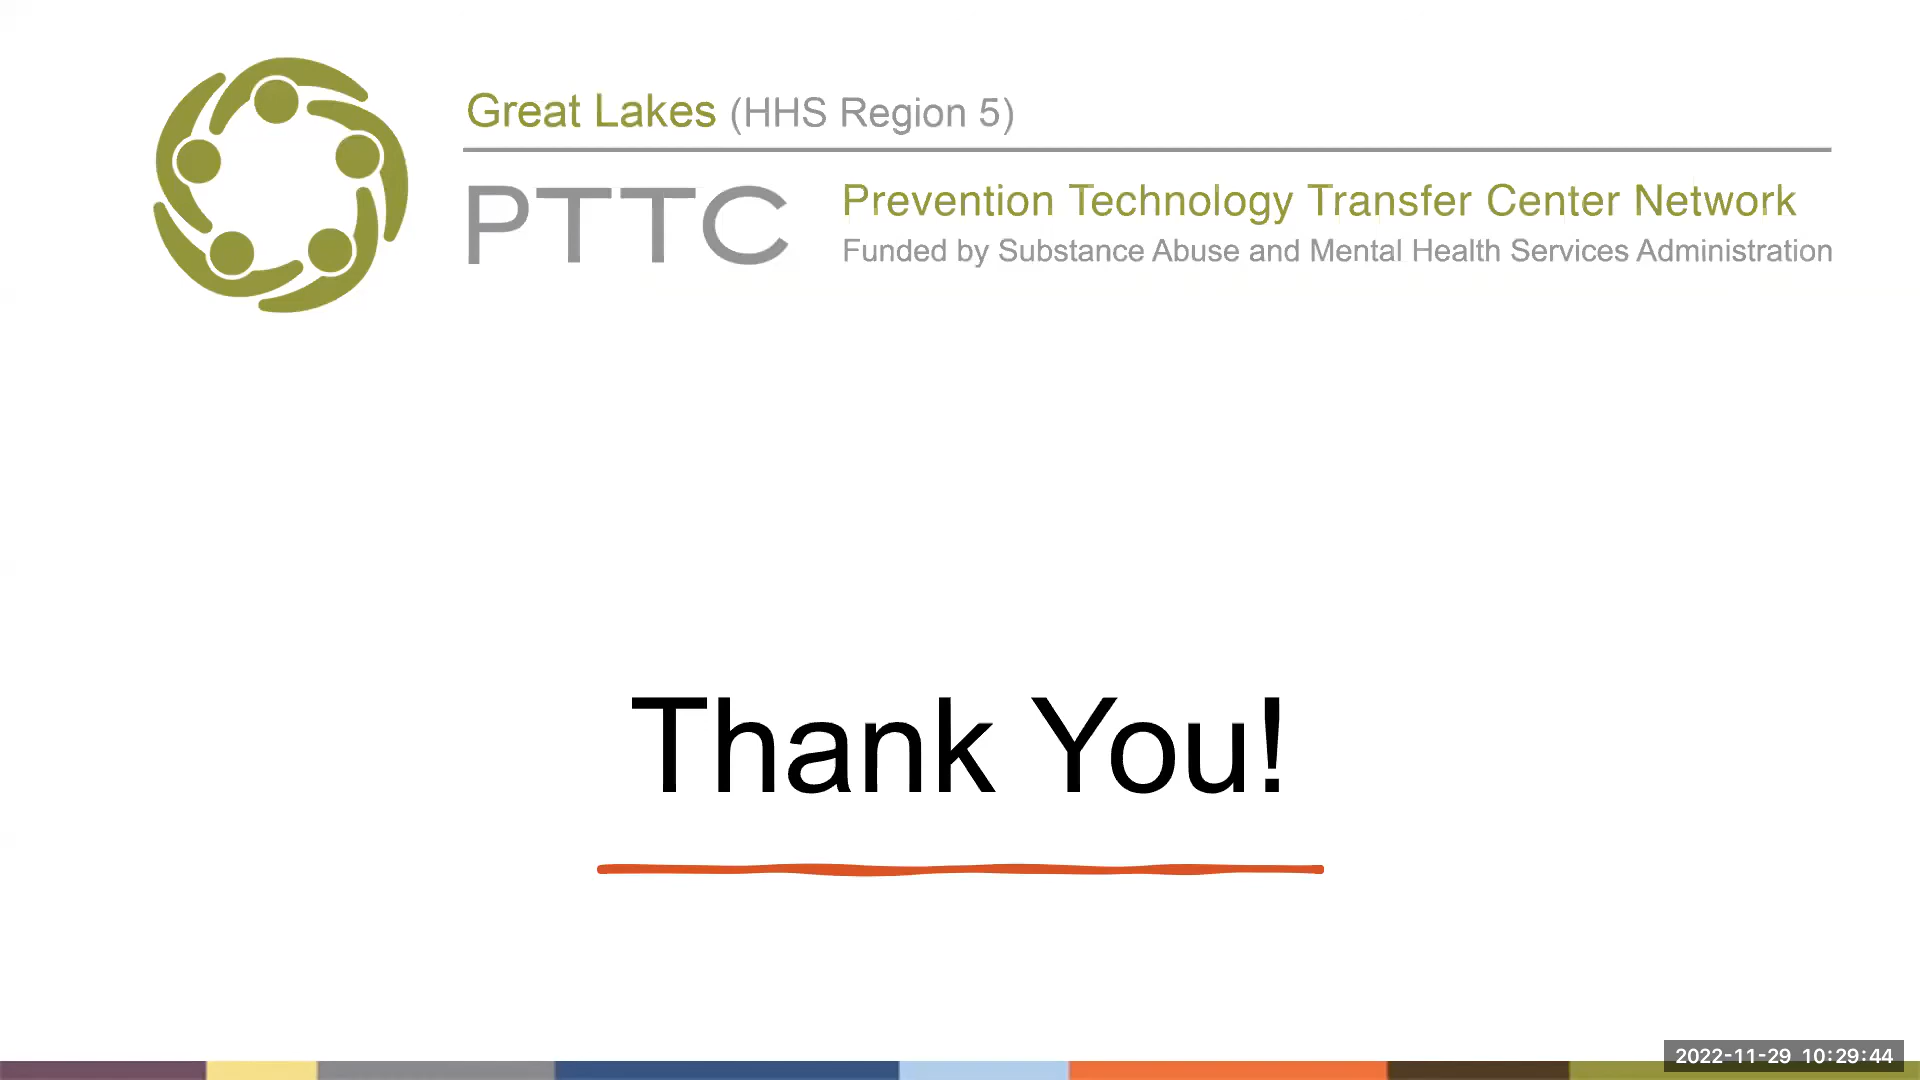 Great Lakes (HHS Region 5)
PTTC
Prevention Technology Transfer Center Network
Funded by Substance Abuse and Mental Health Services Administration
Thank You!
2022-11-29 10:29:44